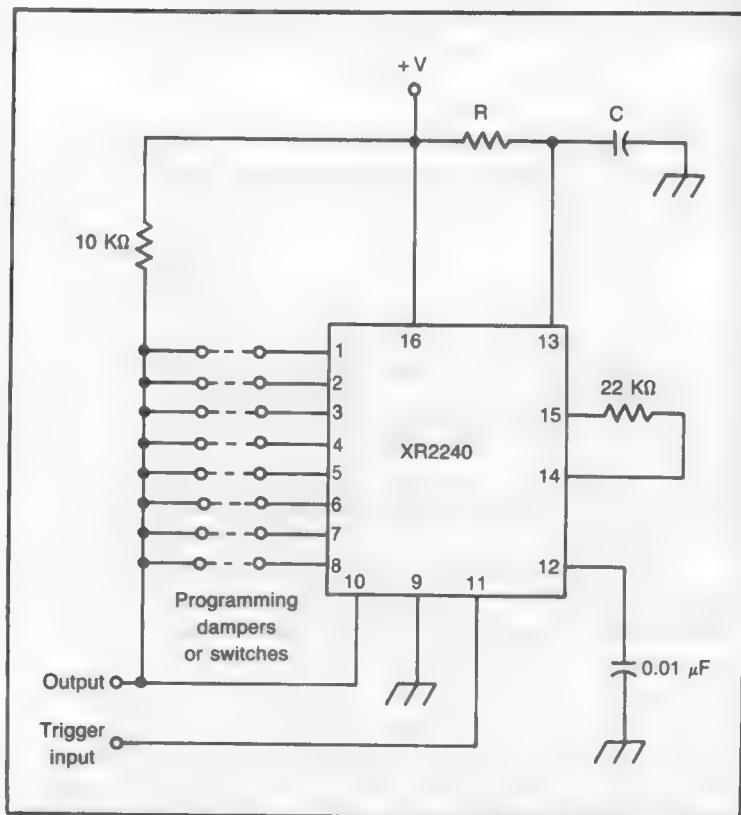 + V
R
C
10 KΩ
16
13
1
2
3
4
5
6
7
8
22 KΩ
15
14
XR2240
12
10
9
11
Programming
dampers
or switches
0.01 μF
Output
Trigger
input